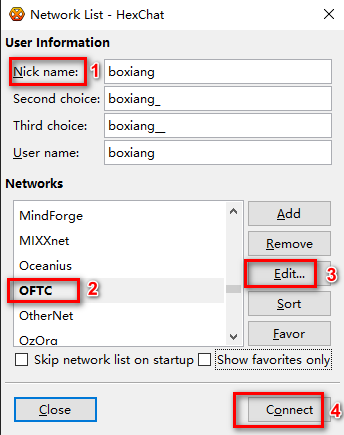 Network List - HexChat
User Information
Nick name: 1 boxiang
Second choice: boxiang_
Third choice: boxiang__
User name: boxiang
Networks
MindForge Add
MIXXnet Remove
Oceanius Edit... 3
OFTC 2 Sort
OtherNet Favor
OzOrg
Skip network list on startup Show favorites only
Close Connect 4